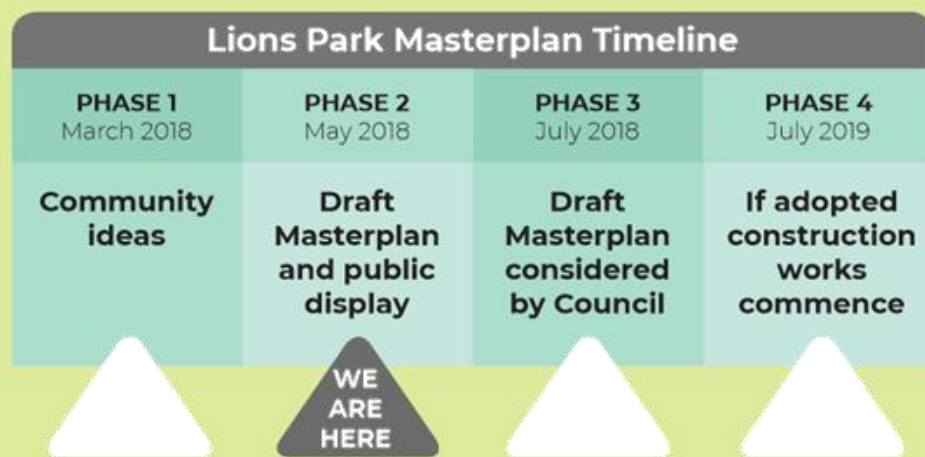 Lions Park Masterplan Timeline
PHASE 1
March 2018
Community
ideas
PHASE 2
May 2018
Draft
Masterplan
and public
display
WE
ARE
HERE
PHASE 3
July 2018
Draft
Masterplan
considered
by Council
PHASE 4
July 2019
If adopted
construction
works
commence